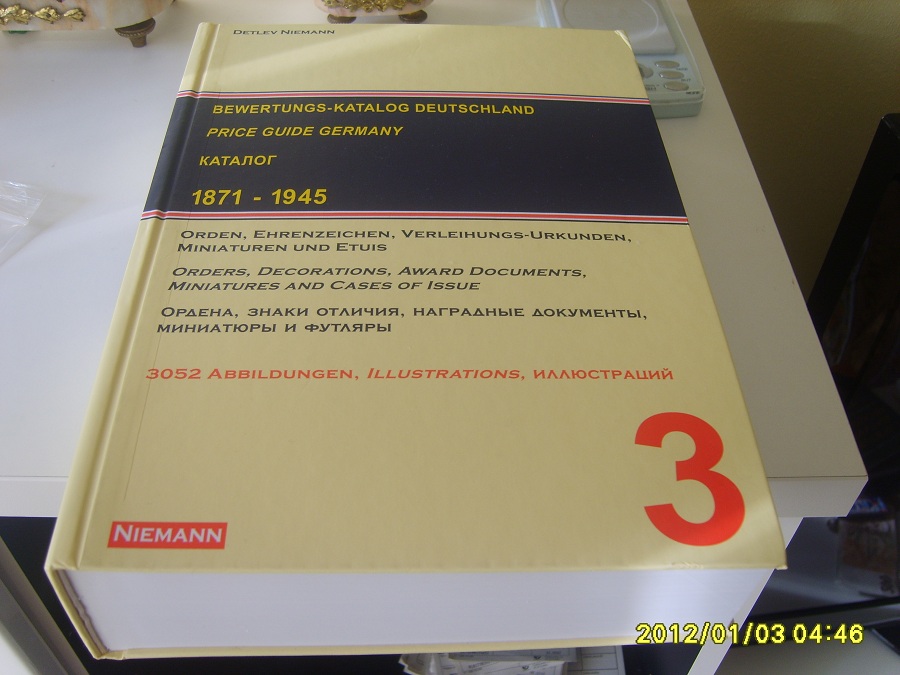 DETLEV NIEMANN
BEWERTUNGS-KATALOG DEUTSCHLAND
PRICE GUIDE GERMANY
КАТАЛОГ
1871 - 1945
ORDEN, EHRENZEICHEN, VERLEIHUNGS-URKUNDEN,
MINIATUREN UND ETUIS
ORDERS, DECORATIONS, AWARD DOCUMENTS,
MINIATURES AND CASES OF ISSUE
ОРДЕНА, ЗНАКИ ОТЛИЧИЯ, НАГРАДНЫЕ ДОКУМЕНТЫ,
МИНИАТЮРЫ И ФУТЛЯРЫ
3052 ABBILDUNGEN, ILLUSTRATIONS, ИЛЛЮСТРАЦИЙ
3
NIEMANN
2012/01/03 04:46